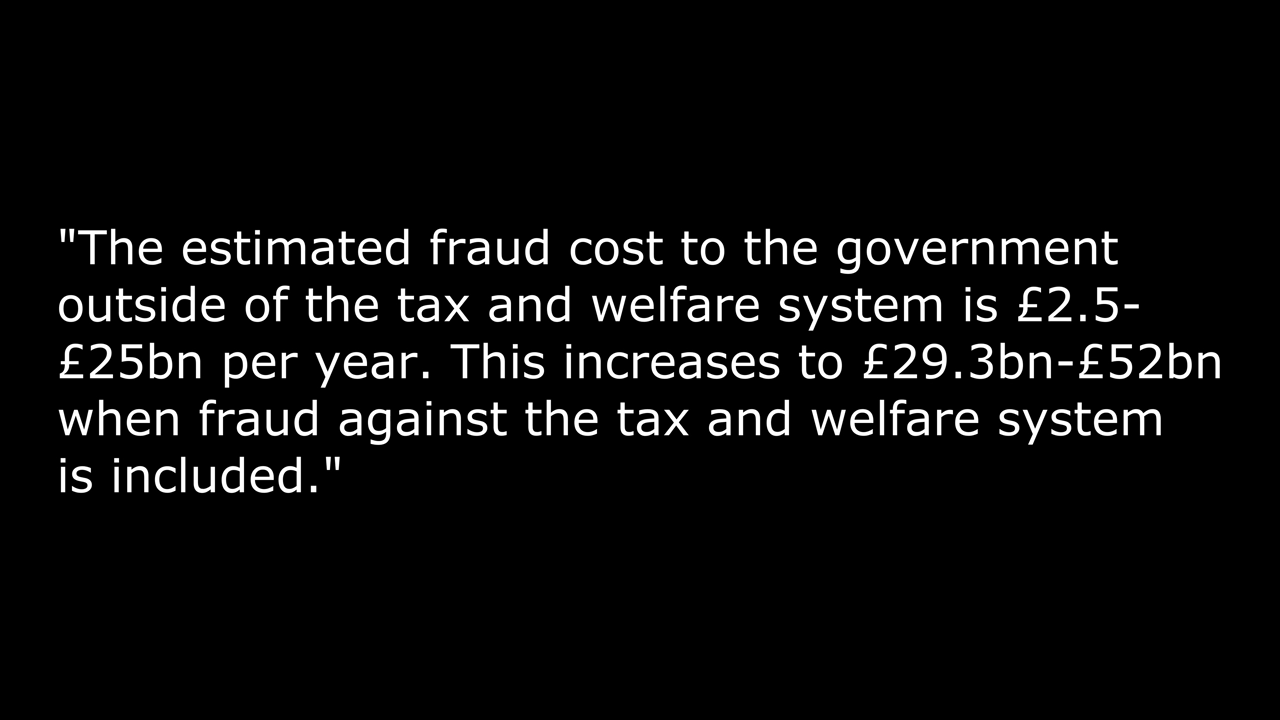 "The estimated fraud cost to the government
outside of the tax and welfare system is £2.5-
£25bn per year. This increases to £29.3bn-£52bn
when fraud against the tax and welfare system
is included."